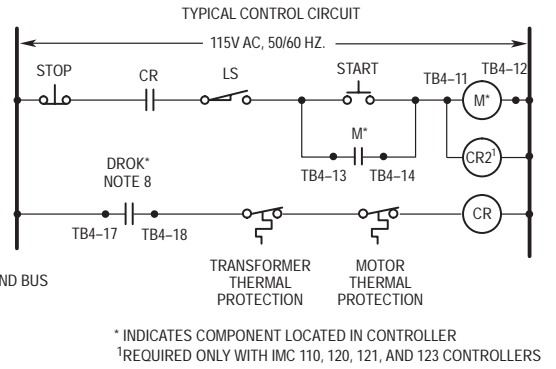 TYPICAL CONTROL CIRCUIT
115V AC, 50/60 HZ.
STOP
CR
LS
START
TB4–11
TB4–12
M*
M*
CR2¹
TB4–13
TB4–14
DROK*
NOTE 8
CR
TB4–17
TB4–18
ND BUS
TRANSFORMER
THERMAL
PROTECTION
MOTOR
THERMAL
PROTECTION
* INDICATES COMPONENT LOCATED IN CONTROLLER
¹REQUIRED ONLY WITH IMC 110, 120, 121, AND 123 CONTROLLERS